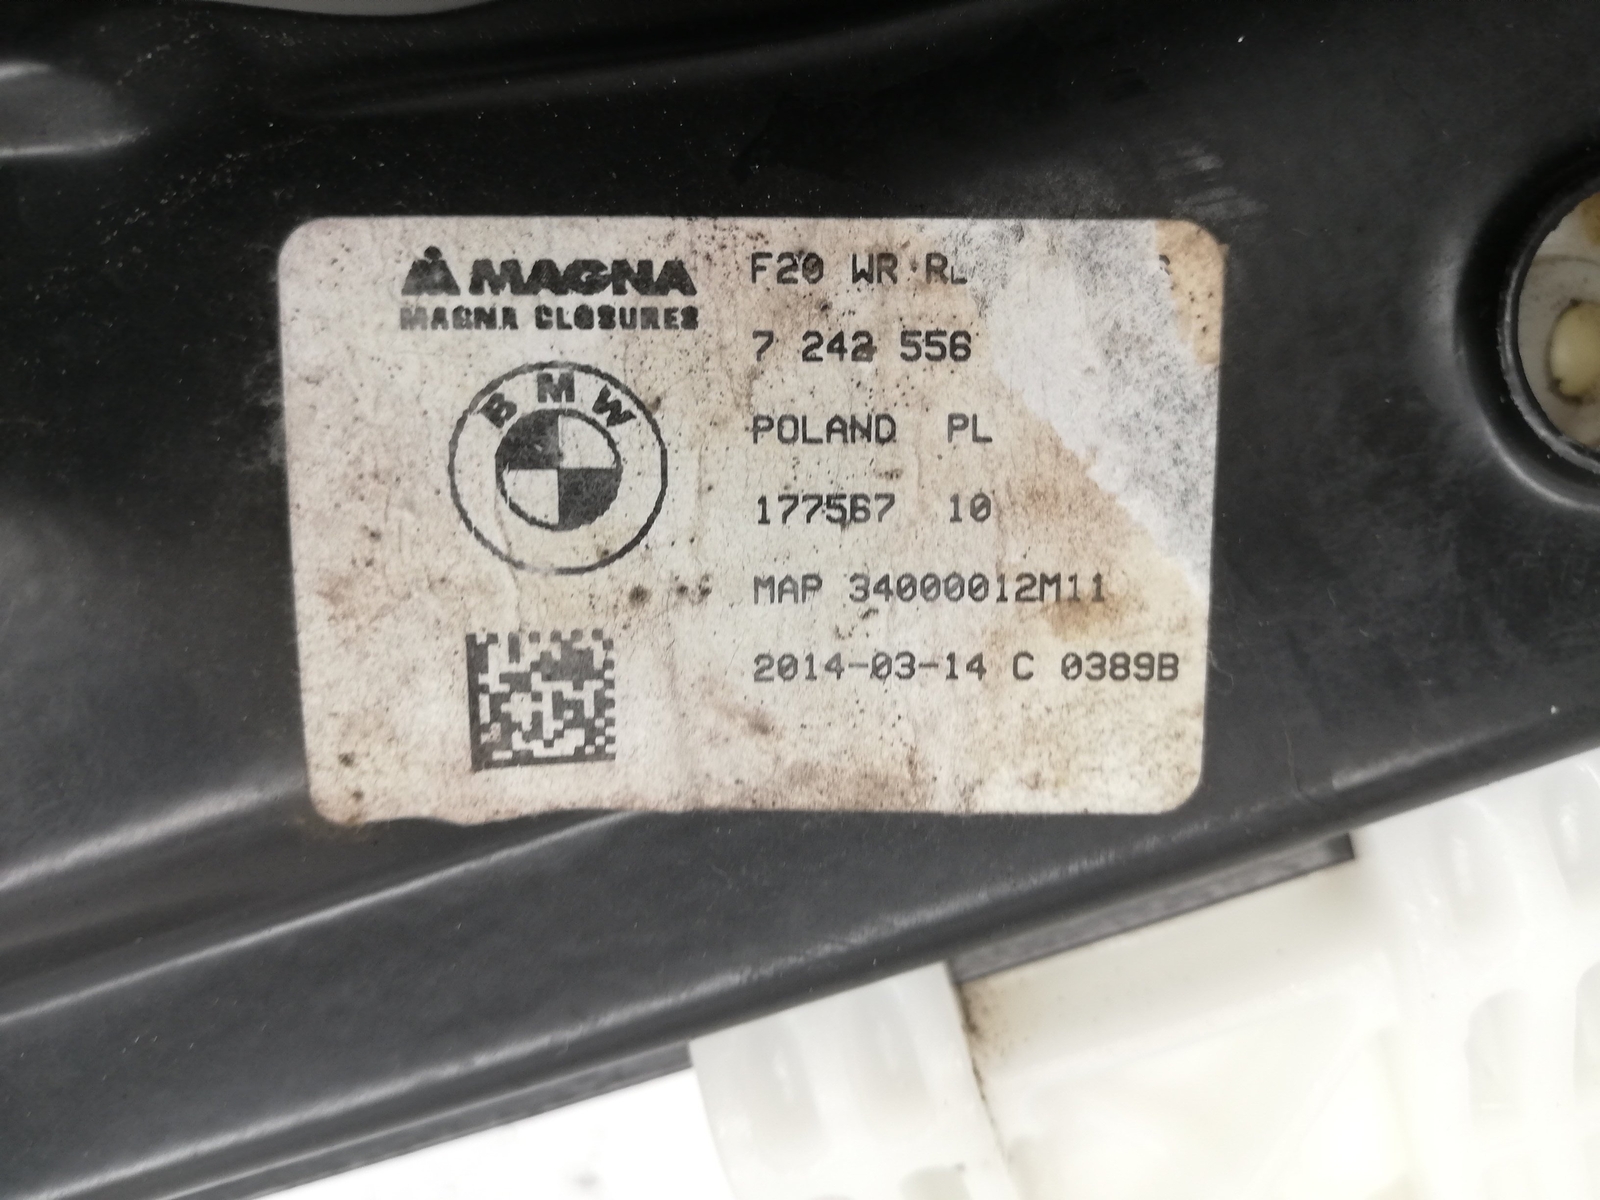 MAGNA
MAGNA CLOSURES
BMW
F20 WR
7 242 556
POLAND PL
177567 10
MAP 34000012M11
2014-03-14 C 0389B